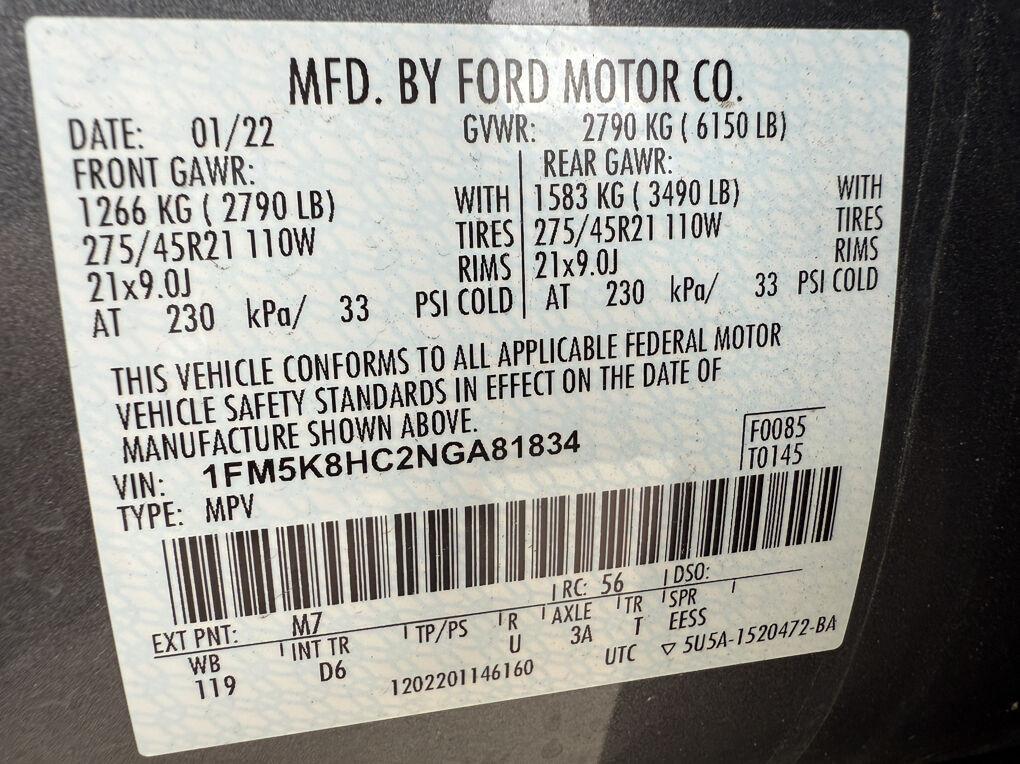 MFD. BY FORD MOTOR CO.
DATE: 01/22 GVWR: 2790 KG ( 6150 LB)
FRONT GAWR: REAR GAWR:
1266 KG ( 2790 LB) WITH 1583 KG ( 3490 LB) WITH
275/45R21 110W TIRES 275/45R21 110W TIRES
21x9.0J RIMS 21x9.0J RIMS
AT 230 kPa/ 33 PSI COLD AT 230 kPa/ 33 PSI COLD
THIS VEHICLE CONFORMS TO ALL APPLICABLE FEDERAL MOTOR
VEHICLE SAFETY STANDARDS IN EFFECT ON THE DATE OF
MANUFACTURE SHOWN ABOVE.
VIN: 1FM5K8HC2NGA81834 F0085
TYPE: MPV T0145
EXT PNT: M7 RC: 56 DSO:
WB INT TR TP/PS R AXLE TR SPR
119 D6 U 3A T EESS
1202201146160 UTC ▽ 5U5A-1520472-BA